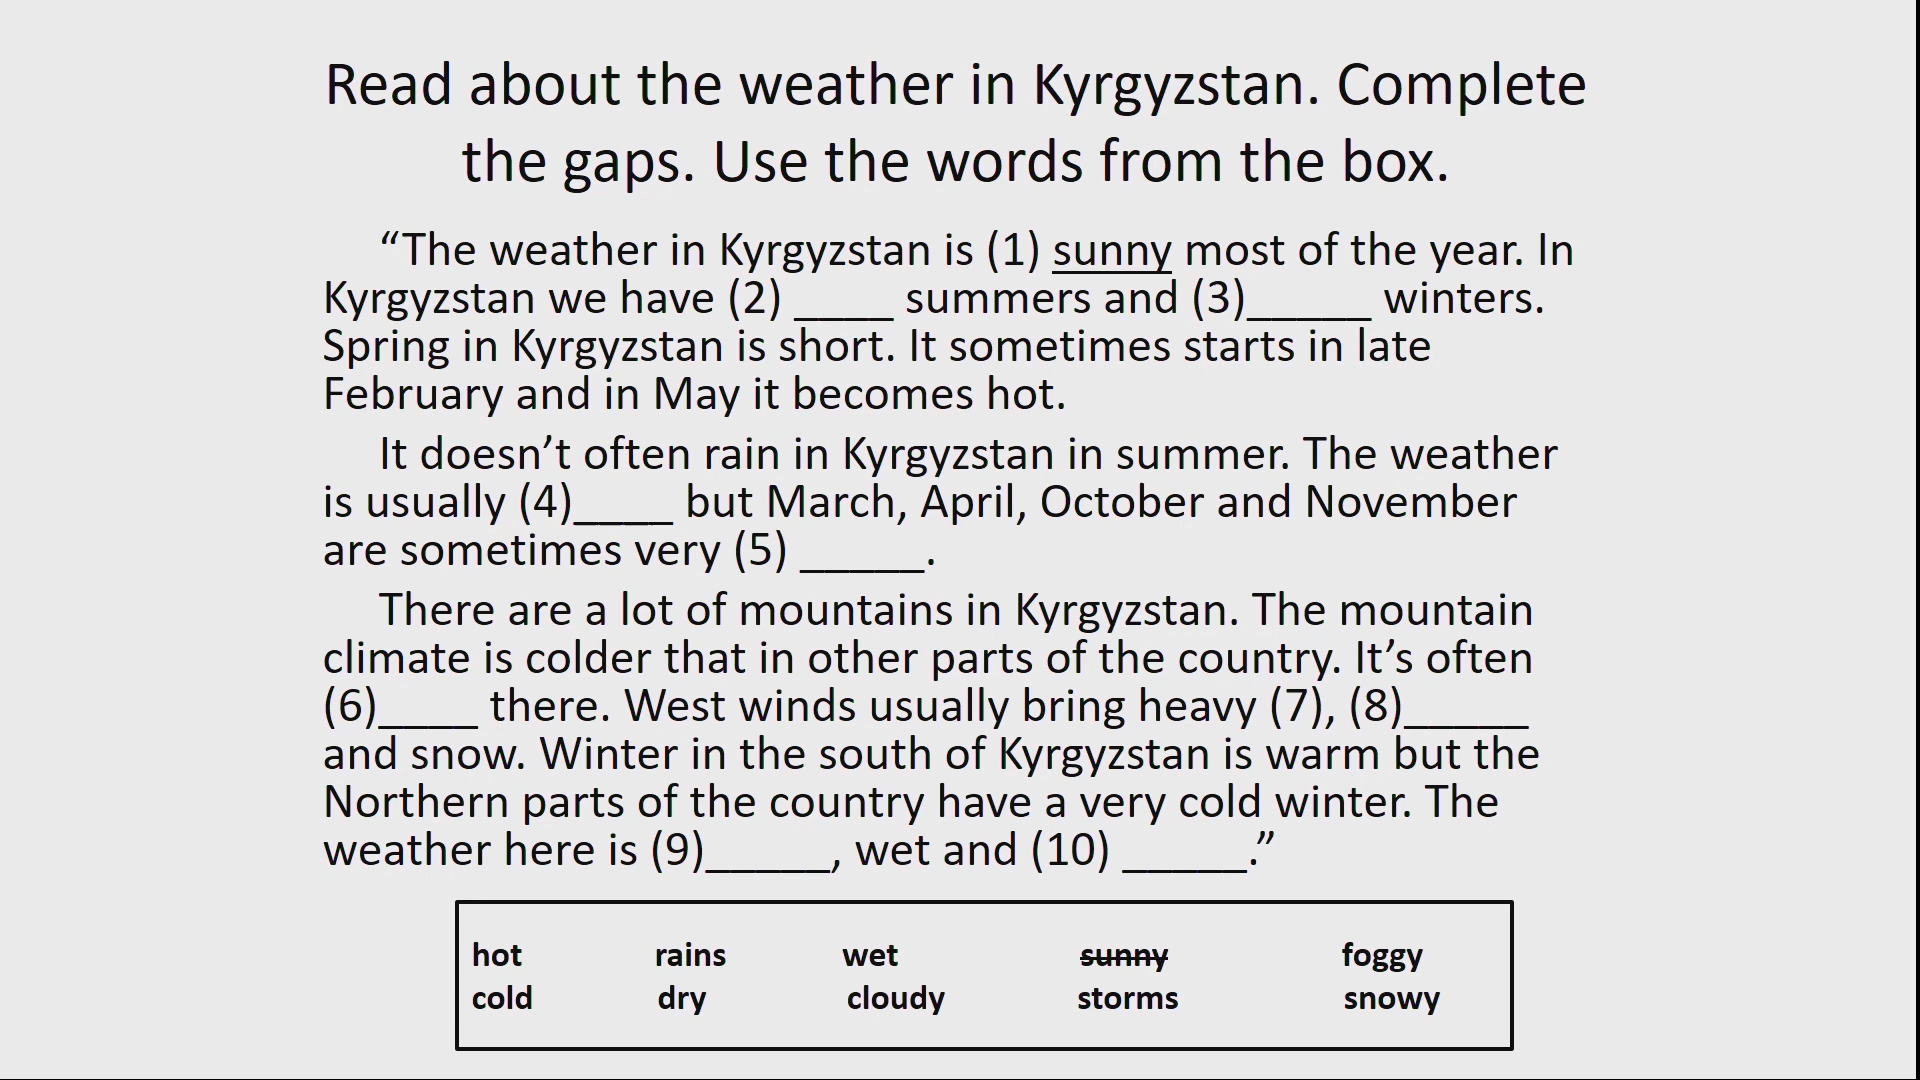 Read about the weather in Kyrgyzstan. Complete
the gaps. Use the words from the box.
“The weather in Kyrgyzstan is (1) sunny most of the year. In
Kyrgyzstan we have (2) ____ summers and (3)_____ winters.
Spring in Kyrgyzstan is short. It sometimes starts in late
February and in May it becomes hot.
It doesn’t often rain in Kyrgyzstan in summer. The weather
is usually (4)____ but March, April, October and November
are sometimes very (5) _____.
There are a lot of mountains in Kyrgyzstan. The mountain
climate is colder that in other parts of the country. It’s often
(6)____ there. West winds usually bring heavy (7), (8)_____
and snow. Winter in the south of Kyrgyzstan is warm but the
Northern parts of the country have a very cold winter. The
weather here is (9)_____, wet and (10) _____.”
hot rains wet sunny foggy
cold dry cloudy storms snowy